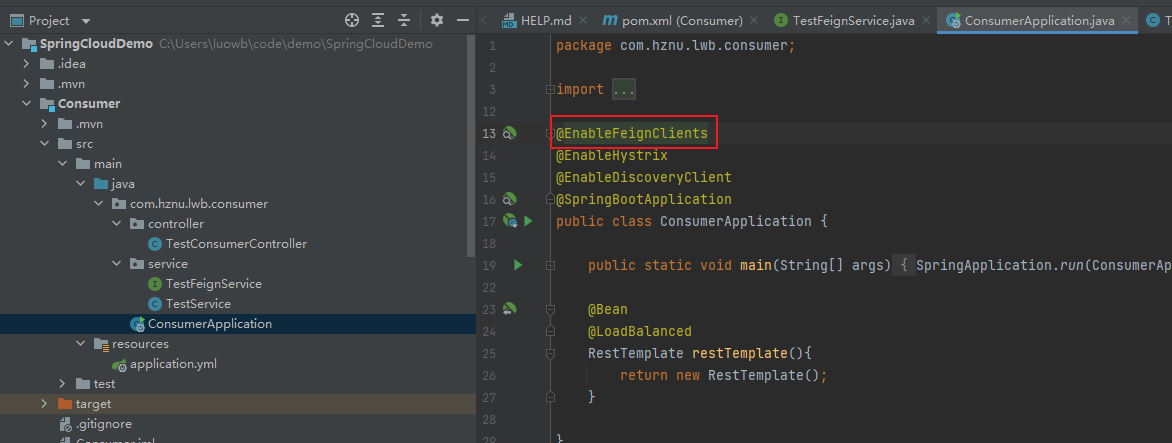 Project
SpringCloudDemo C:\Users\luowb\code\demo\SpringCloudDemo
.idea
.mvn
Consumer
.mvn
src
main
java
com.hznu.lwb.consumer
controller
TestConsumerController
service
TestFeignService
TestService
ConsumerApplication
resources
application.yml
test
target
.gitignore
Consumer.iml
HELP.md
pom.xml (Consumer)
TestFeignService.java
ConsumerApplication.java
T
1 package com.hznu.lwb.consumer;
2
3 import ...
12
13 @EnableFeignClients
14 @EnableHystrix
15 @EnableDiscoveryClient
16 @SpringBootApplication
17 public class ConsumerApplication {
18
19 public static void main(String[] args) { SpringApplication.run(ConsumerAp
22
23 @Bean
24 @LoadBalanced
25 RestTemplate restTemplate(){
26 return new RestTemplate();
27 }
28
29 }